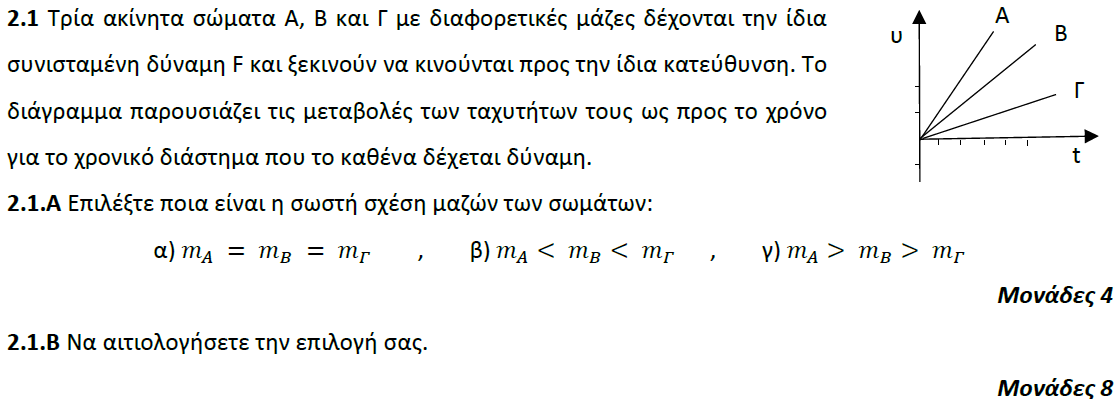 2.1 Τρία ακίνητα σώματα Α, Β και Γ με διαφορετικές μάζες δέχονται την ίδια
συνισταμένη δύναμη F και ξεκινούν να κινούνται προς την ίδια κατεύθυνση. Το
διάγραμμα παρουσιάζει τις μεταβολές των ταχυτήτων τους ως προς το χρόνο
για το χρονικό διάστημα που το καθένα δέχεται δύναμη.
υ
Α
Β
Γ
t
2.1.Α Επιλέξτε ποια είναι η σωστή σχέση μαζών των σωμάτων:
α) m_A = m_B = m_Γ , β) m_A < m_B < m_Γ , γ) m_A > m_B > m_Γ
Μονάδες 4
2.1.Β Να αιτιολογήσετε την επιλογή σας.
Μονάδες 8